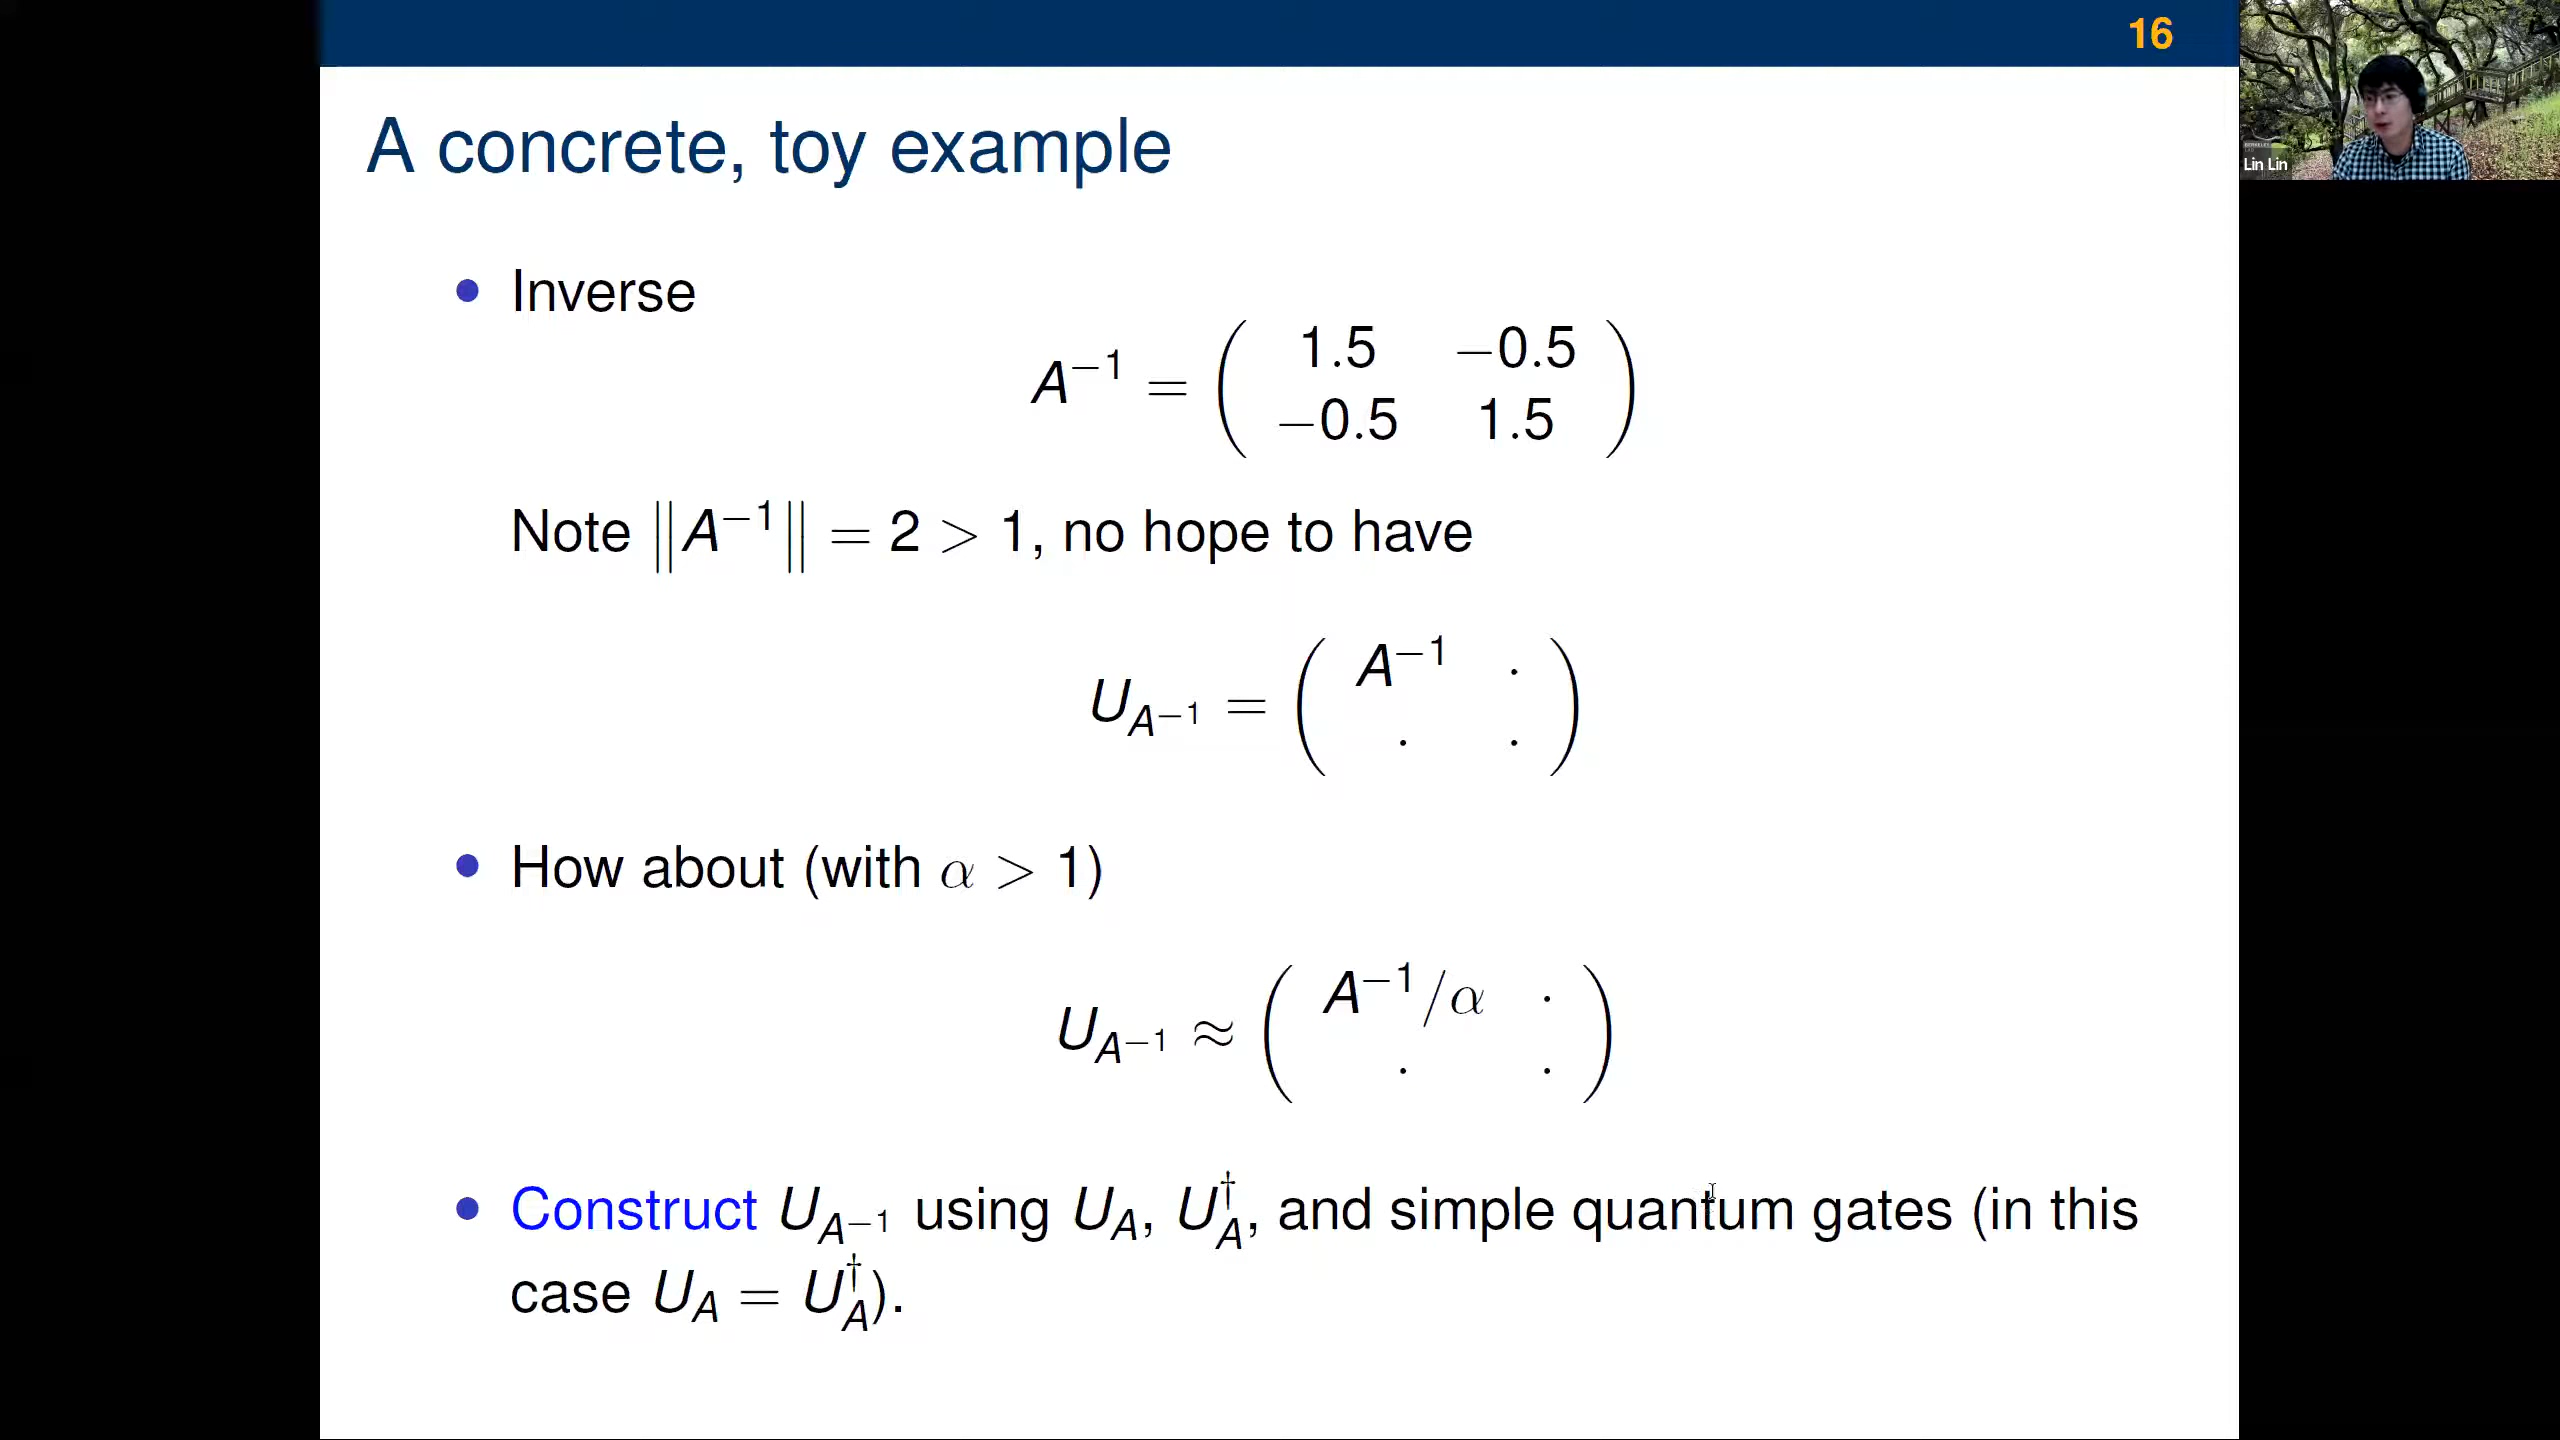 16
Lin Lin
A concrete, toy example
• Inverse
A⁻¹ = ( 1.5 −0.5
−0.5 1.5 )
Note ‖A⁻¹‖ = 2 > 1, no hope to have
U_{A⁻¹} = ( A⁻¹ ·
· · )
• How about (with α > 1)
U_{A⁻¹} ≈ ( A⁻¹/α ·
· · )
• Construct U_{A⁻¹} using U_A, U_A^†, and simple quantum gates (in this
case U_A = U_A^†).